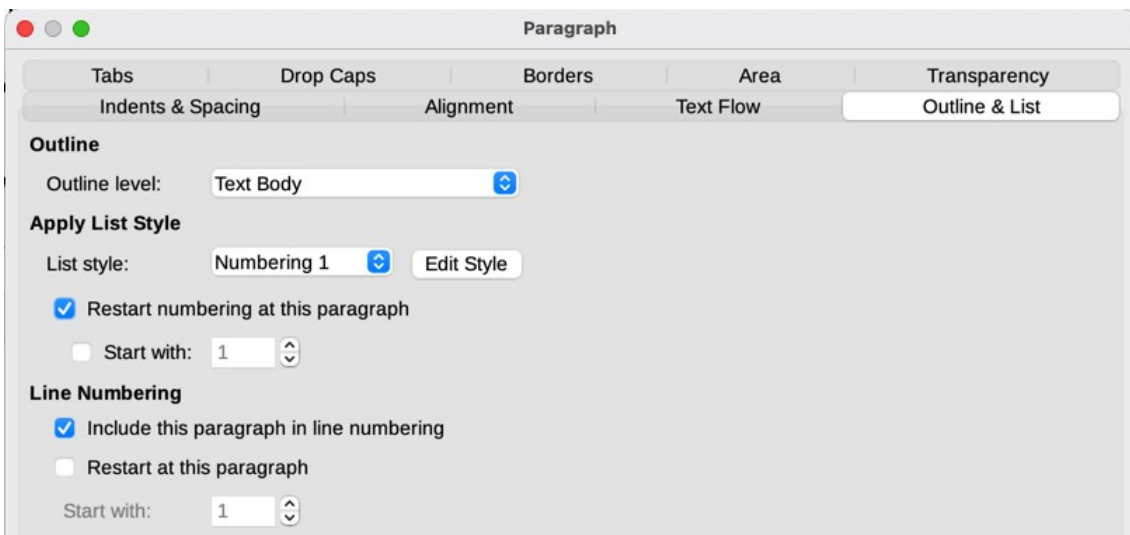 Paragraph
Tabs Drop Caps Borders Area Transparency
Indents & Spacing Alignment Text Flow Outline & List
Outline
Outline level: Text Body
Apply List Style
List style: Numbering 1 Edit Style
Restart numbering at this paragraph
Start with: 1
Line Numbering
Include this paragraph in line numbering
Restart at this paragraph
Start with: 1